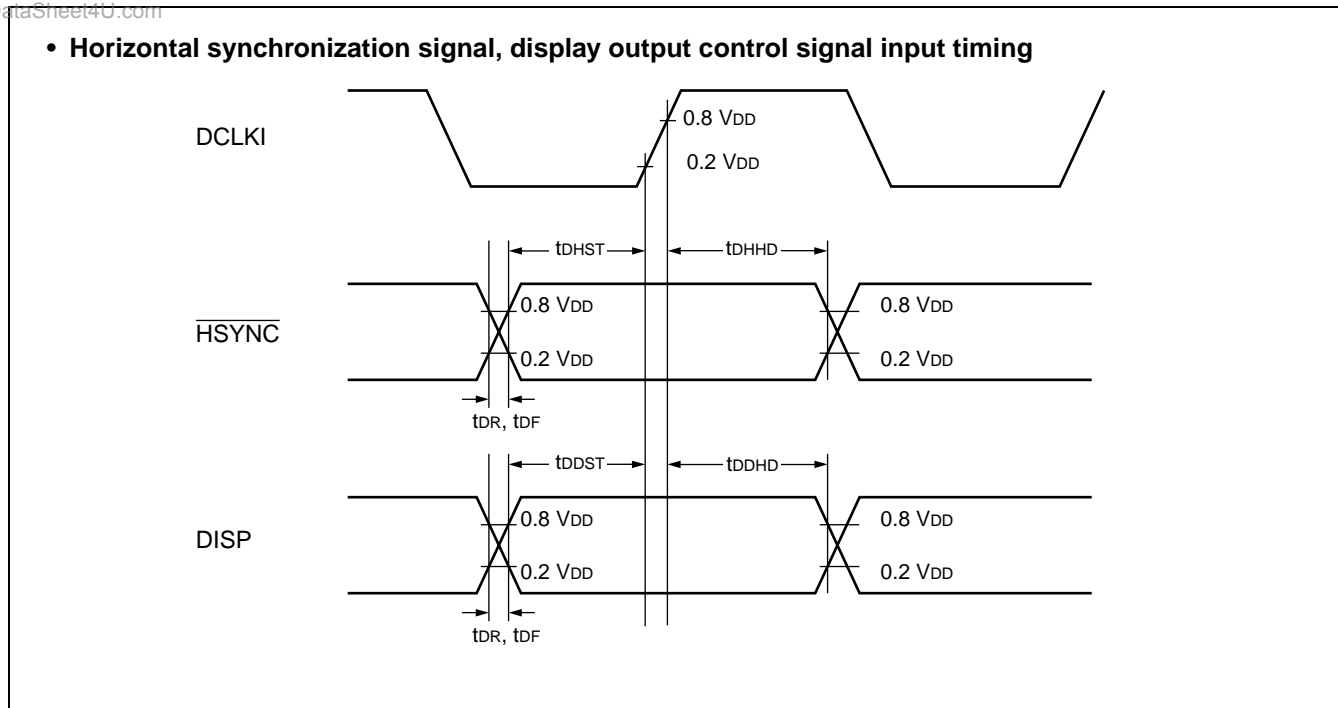 ataSheet4U.com
• Horizontal synchronization signal, display output control signal input timing
DCLKI
0.8 VDD
0.2 VDD
tDHST
tDHHD
HSYNC
0.8 VDD
0.8 VDD
0.2 VDD
0.2 VDD
tDR, tDF
tDDST
tDDHD
DISP
0.8 VDD
0.8 VDD
0.2 VDD
0.2 VDD
tDR, tDF